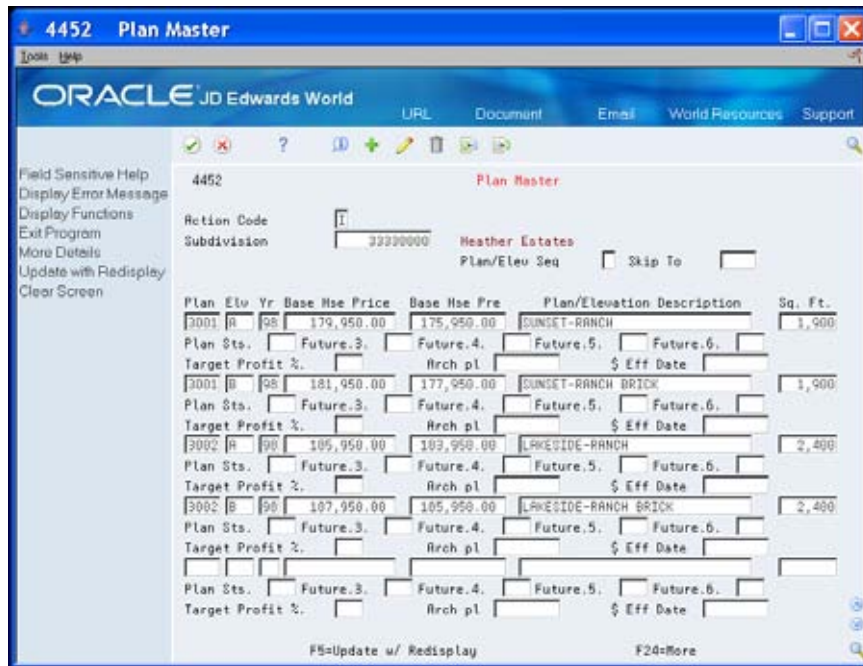 4452 Plan Master
Tools Help
ORACLE JD Edwards World
URL Document Email World Resources Support
Field Sensitive Help
Display Error Message
Display Functions
Exit Program
More Details
Update with Redisplay
Clear Screen
4452 Plan Master
Action Code I
Subdivision 33330000 Heather Estates
Plan/Elev Seq Skip To
Plan Elv Yr Base Hse Price Base Hse Pre Plan/Elevation Description Sq. Ft.
3001 A 98 179,950.00 175,950.00 SUNSET-RANCH 1,900
Plan Sts. Future.3. Future.4. Future.5. Future.6.
Target Profit %. Arch pl $ Eff Date
3001 B 98 181,950.00 177,950.00 SUNSET-RANCH BRICK 1,900
Plan Sts. Future.3. Future.4. Future.5. Future.6.
Target Profit %. Arch pl $ Eff Date
3002 A 98 185,950.00 183,950.00 LAKESIDE-RANCH 2,400
Plan Sts. Future.3. Future.4. Future.5. Future.6.
Target Profit %. Arch pl $ Eff Date
3002 B 98 187,950.00 185,950.00 LAKESIDE-RANCH BRICK 2,400
Plan Sts. Future.3. Future.4. Future.5. Future.6.
Target Profit %. Arch pl $ Eff Date
Plan Sts. Future.3. Future.4. Future.5. Future.6.
Target Profit %. Arch pl $ Eff Date
F5=Update w/ Redisplay F24=More